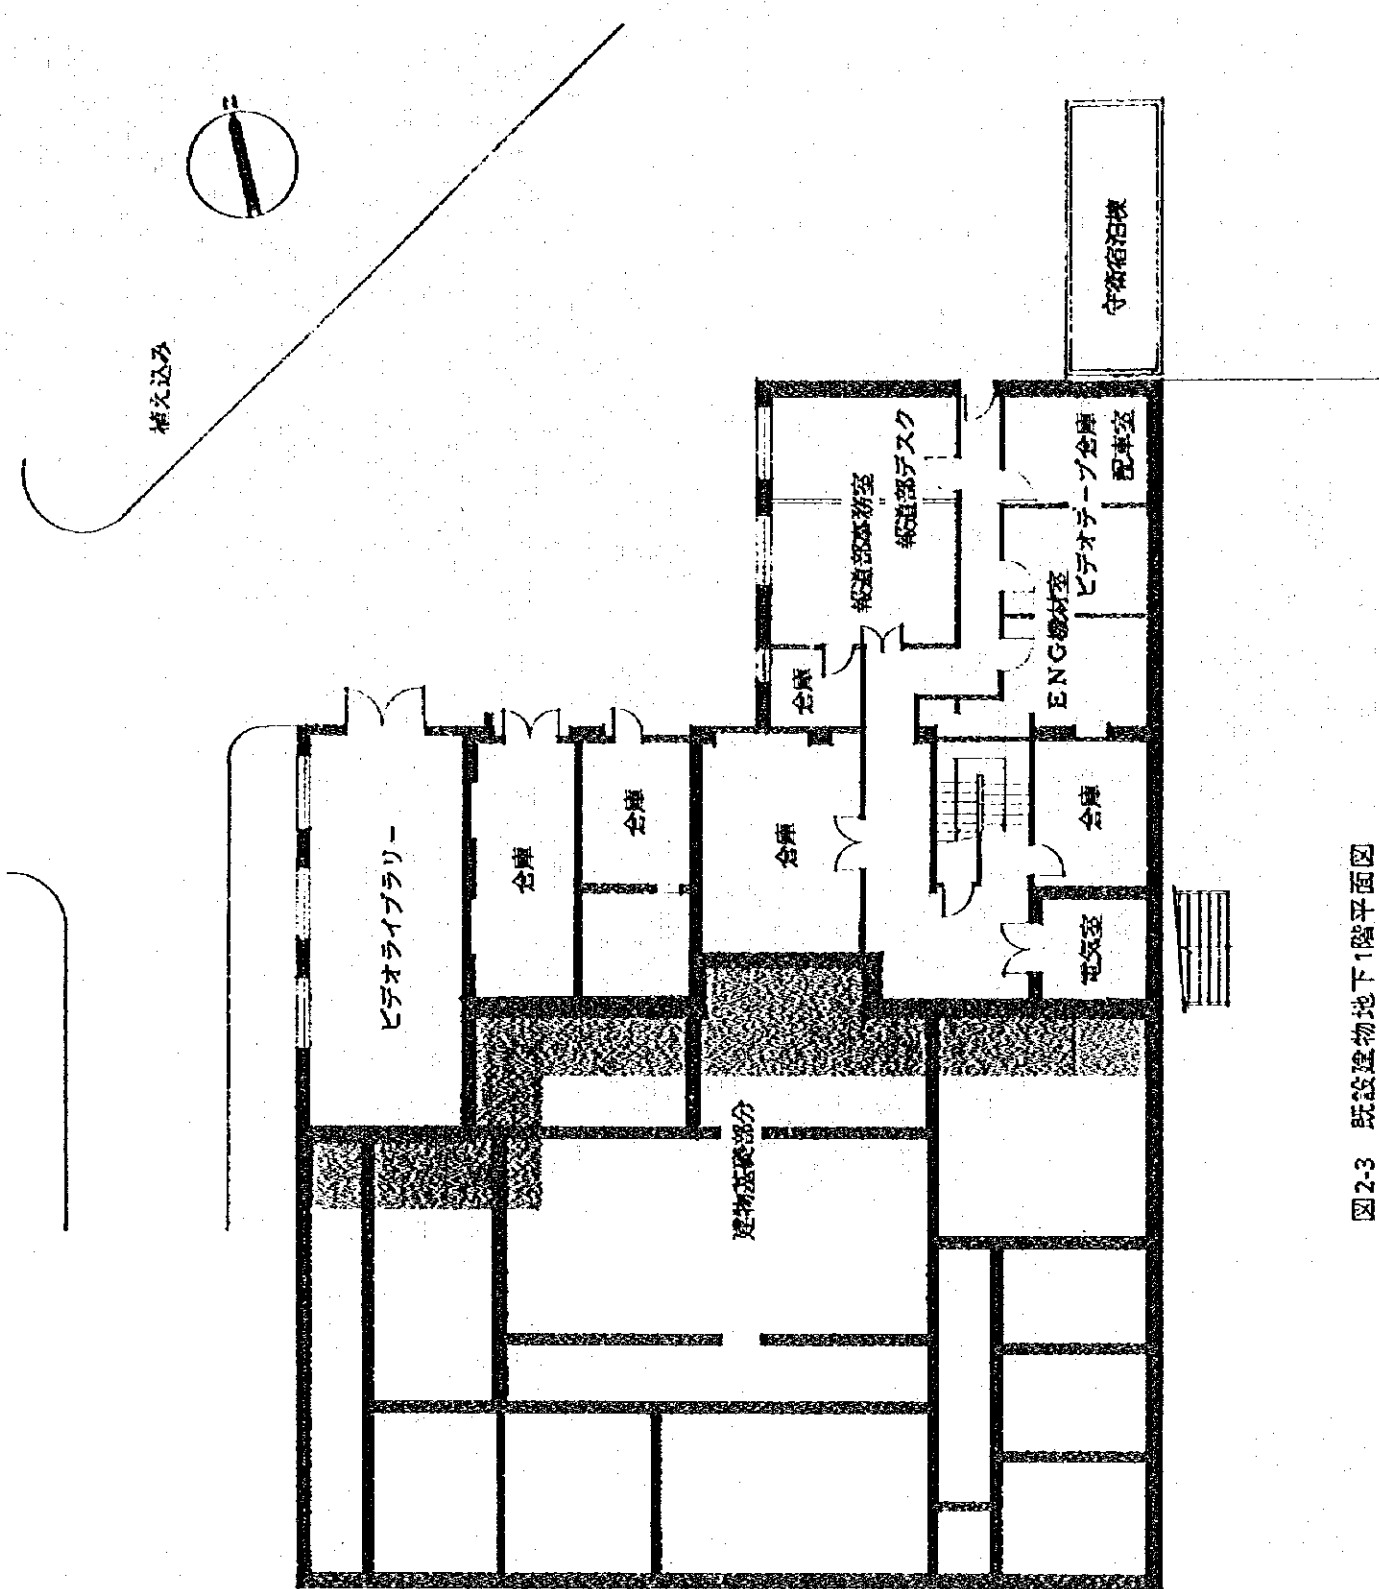 植え込み
守衛宿泊棟
報道部事務室
報道部デスク
ビデオテープ倉庫
配車室
ENG機材室
倉庫
ビデオライブラリー
倉庫
倉庫
倉庫
倉庫
電気室
建物基礎部分
図2-3 既設建物地下1階平面図